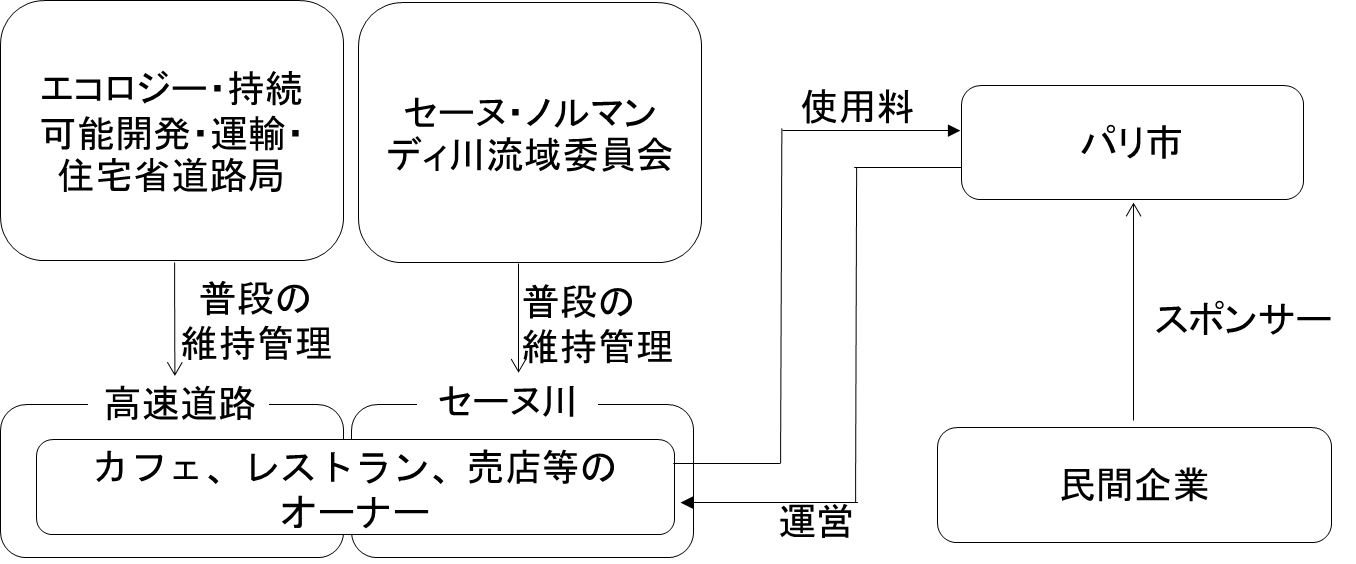 エコロジー・持続
可能開発・運輸・
住宅省道路局
セーヌ・ノルマン
ディ川流域委員会
使用料
パリ市
普段の
維持管理
普段の
維持管理
スポンサー
高速道路
セーヌ川
カフェ、レストラン、売店等の
オーナー
運営
民間企業